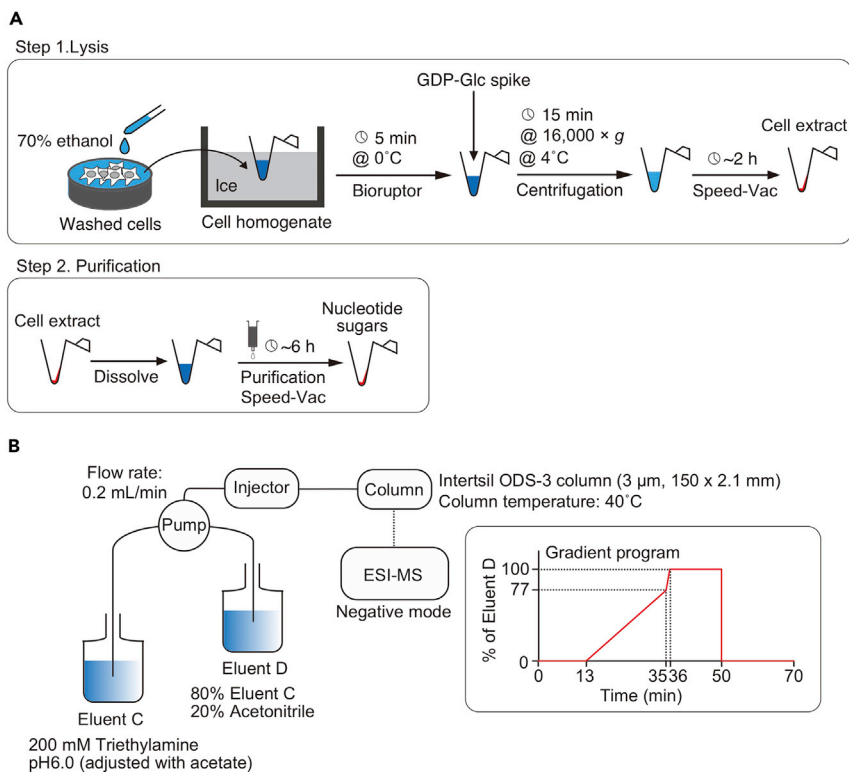 A
Step 1.Lysis
70% ethanol
Washed cells
Ice
Cell homogenate
5 min
@ 0˚C
Bioruptor
GDP-Glc spike
15 min
@ 16,000 × g
@ 4˚C
Centrifugation
~2 h
Speed-Vac
Cell extract
Step 2. Purification
Cell extract
Dissolve
~6 h
Purification
Speed-Vac
Nucleotide
sugars
B
Flow rate:
0.2 mL/min
Pump
Injector
Column
Intertsil ODS-3 column (3 µm, 150 x 2.1 mm)
Column temperature: 40˚C
ESI-MS
Negative mode
Eluent D
80% Eluent C
20% Acetonitrile
Eluent C
200 mM Triethylamine
pH6.0 (adjusted with acetate)
Gradient program
% of Eluent D
100
77
0
0 13 35 36 50 70
Time (min)